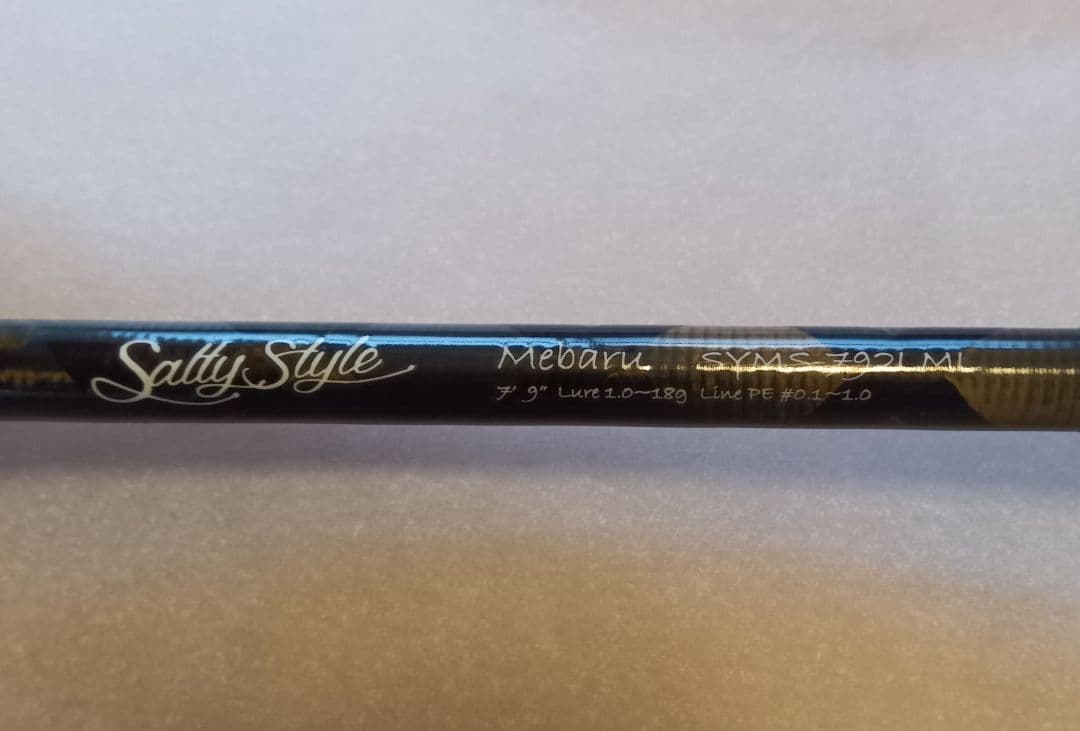 Salty Style
Mebaru SYMS-792LML
7' 9" Lure 1.0~18g Line PE #0.1~1.0